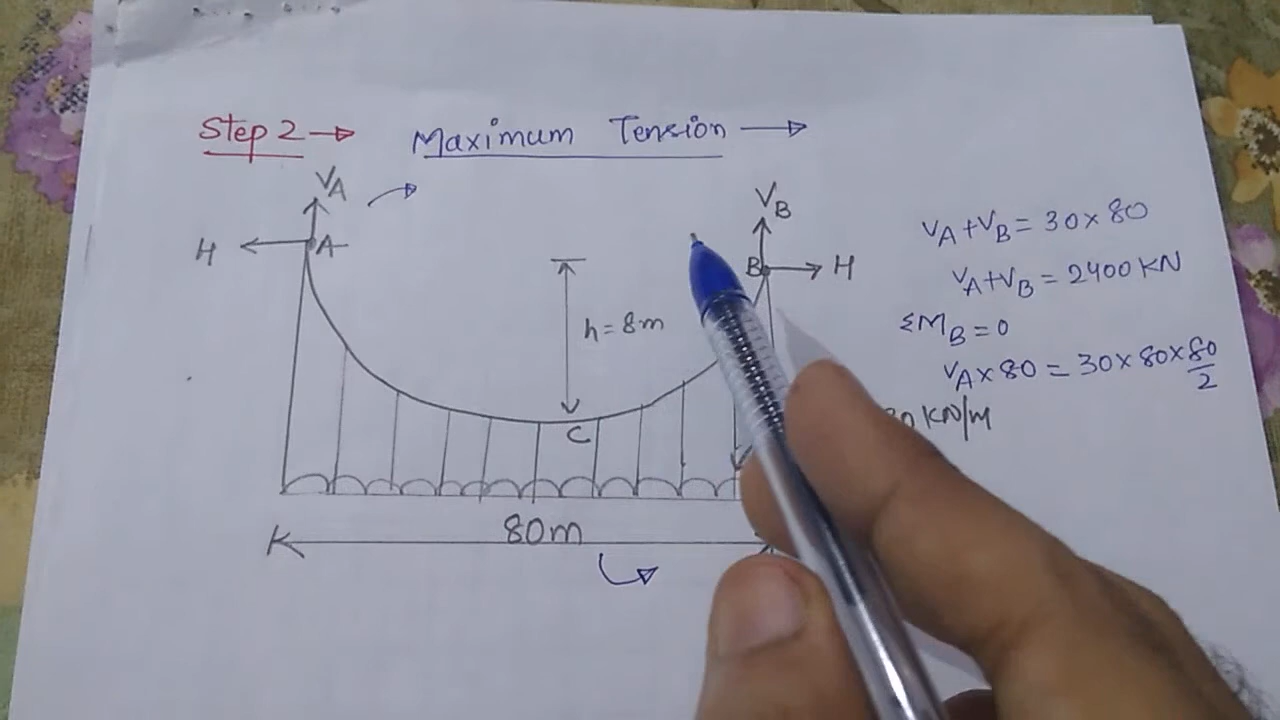 Step 2 → Maximum Tension →
VA
VB
H
A
B
H
h = 8m
C
80m
VA + VB = 30 × 80
VA + VB = 2400 KN
ΣMB = 0
VA × 80 = 30 × 80 × 80/2
KN/m